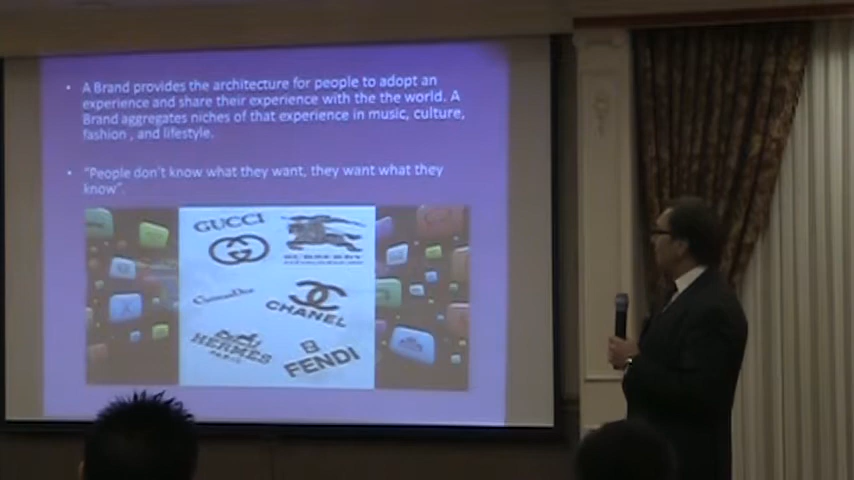 A Brand provides the architecture for people to adopt an
experience and share their experience with the the world. A
Brand aggregates niches of that experience in music, culture,
fashion , and lifestyle.
"People don't know what they want, they want what they
know".
GUCCI
BURBERRY
CHANEL
HERMES
PARIS
FENDI